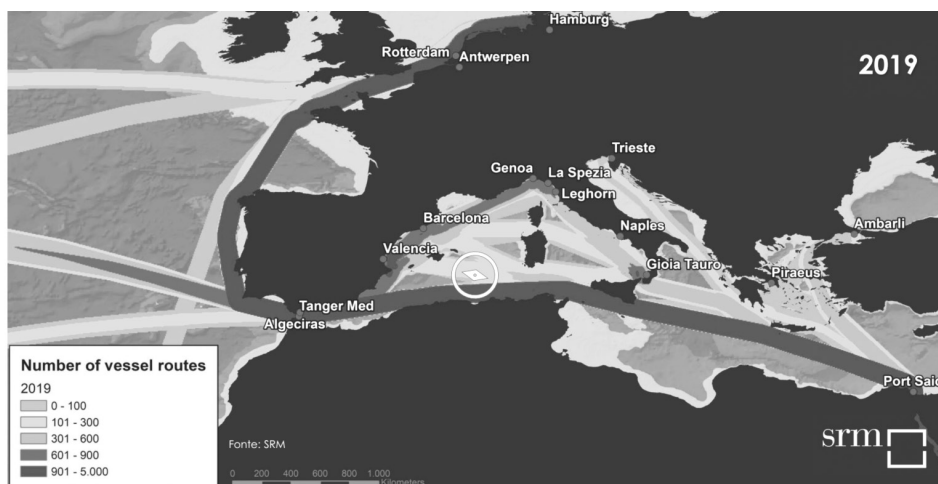 Hamburg
Rotterdam
Antwerpen
2019
Trieste
Genoa
La Spezia
Leghorn
Barcelona
Naples
Ambarli
Valencia
Gioia Tauro
Piraeus
Tanger Med
Algeciras
Port Said
Number of vessel routes
2019
0 - 100
101 - 300
301 - 600
601 - 900
901 - 5.000
Fonte: SRM
srm
0 200 400 600 800 1.000
Kilometers